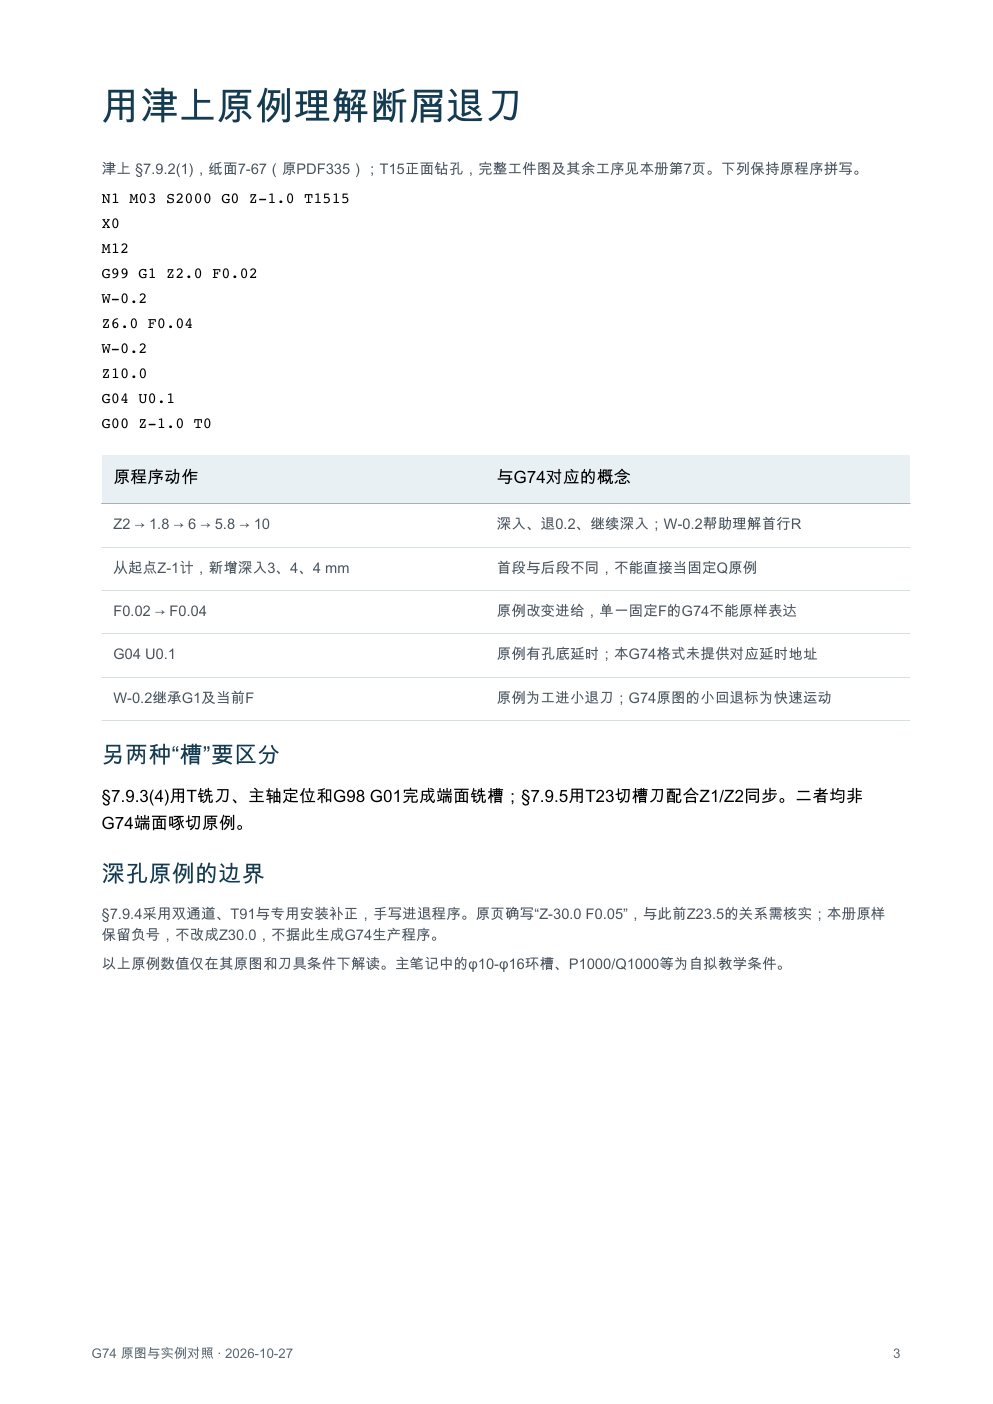 用津上原例理解断屑退刀
津上 §7.9.2(1)，纸面7-67（原PDF335）；T15正面钻孔，完整工件图及其余工序见本册第7页。下列保持原程序拼写。
N1 M03 S2000 G0 Z-1.0 T1515
X0
M12
G99 G1 Z2.0 F0.02
W-0.2
Z6.0 F0.04
W-0.2
Z10.0
G04 U0.1
G00 Z-1.0 T0
原程序动作 与G74对应的概念
Z2→1.8→6→5.8→10 深入、退0.2、继续深入；W-0.2帮助理解首行R
从起点Z-1计，新增深入3、4、4 mm 首段与后段不同，不能直接当固定Q原例
F0.02→F0.04 原例改变进给，单一固定F的G74不能原样表达
G04 U0.1 原例有孔底延时；本G74格式未提供对应延时地址
W-0.2继承G1及当前F 原例为工进小退刀；G74原图的小回退标为快速运动
另两种“槽”要区分
§7.9.3(4)用T铣刀、主轴定位和G98 G01完成端面铣槽；§7.9.5用T23切槽刀配合Z1/Z2同步。二者均非
G74端面啄切原例。
深孔原例的边界
§7.9.4采用双通道、T91与专用安装补正，手写进退程序。原页确写“Z-30.0 F0.05”，与此前Z23.5的关系需核实；本册原样
保留负号，不改成Z30.0，不据此生成G74生产程序。
以上原例数值仅在其原图和刀具条件下解读。主笔记中的φ10-φ16环槽、P1000/Q1000等为自拟教学条件。
G74 原图与实例对照 · 2026-10-27 3